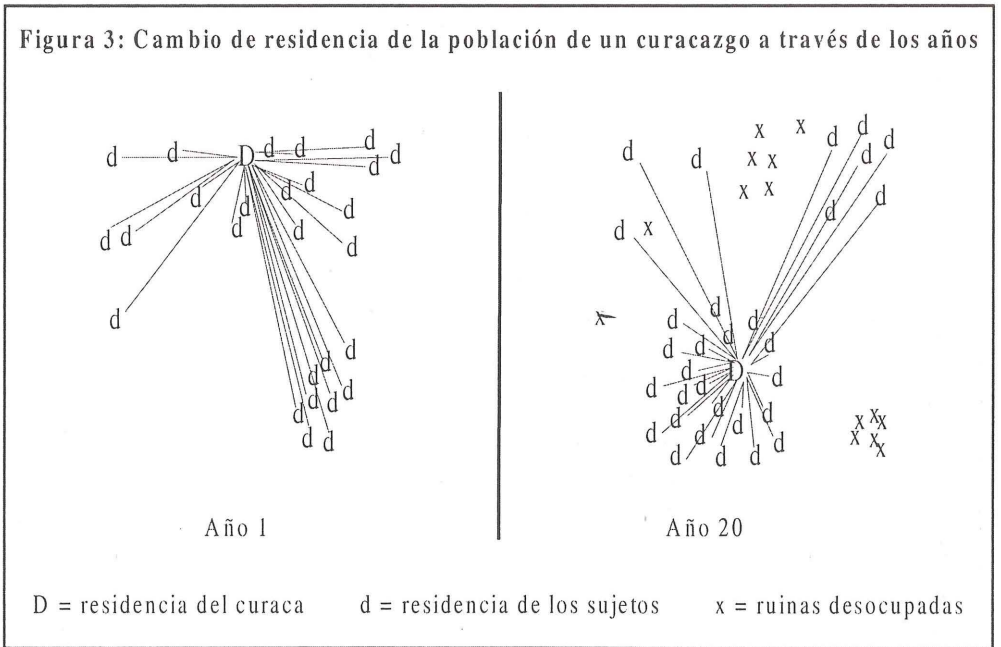 Figura 3: Cambio de residencia de la población de un curacazgo a través de los años
d d D d d d d d
d d d d
d d d d d d
d
d d d d d d d d d
x x d d d
d d x x d
x x d
d x d
x
d d d
d d d
d d D d
d d d
d d d d x x x
d d d x x x
d d d d
Año 1 Año 20
D = residencia del curaca d = residencia de los sujetos x = ruinas desocupadas